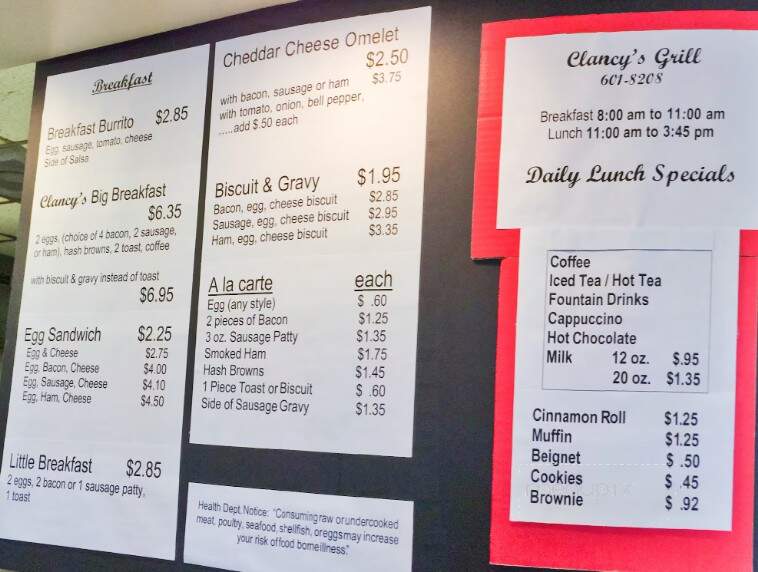 Breakfast
Breakfast Burrito $2.85
Egg, sausage, tomato, cheese
Side of Salsa
Clancy's Big Breakfast
$6.35
2 eggs, (choice of 4 bacon, 2 sausage,
or ham), hash browns, 2 toast, coffee
with biscuit & gravy instead of toast
$6.95
Egg Sandwich $2.25
Egg & Cheese $2.75
Egg, Bacon, Cheese $4.00
Egg, Sausage, Cheese $4.10
Egg, Ham, Cheese $4.50
Little Breakfast $2.85
2 eggs, 2 bacon or 1 sausage patty,
1 toast
Cheddar Cheese Omelet
$2.50
with bacon, sausage or ham $3.75
with tomato, onion, bell pepper,
.....add $.50 each
Biscuit & Gravy $1.95
Bacon, egg, cheese biscuit $2.85
Sausage, egg, cheese biscuit $2.95
Ham, egg, cheese biscuit $3.35
A la carte each
Egg (any style) $ .60
2 pieces of Bacon $1.25
3 oz. Sausage Patty $1.35
Smoked Ham $1.75
Hash Browns $1.45
1 Piece Toast or Biscuit $ .60
Side of Sausage Gravy $1.35
Health Dept. Notice: "Consuming raw or undercooked
meat, poultry, seafood, shellfish, or eggs may increase
your risk of food borne illness."
Clancy's Grill
601-8208
Breakfast 8:00 am to 11:00 am
Lunch 11:00 am to 3:45 pm
Daily Lunch Specials
Coffee
Iced Tea / Hot Tea
Fountain Drinks
Cappuccino
Hot Chocolate
Milk 12 oz. $.95
20 oz. $1.35
Cinnamon Roll $1.25
Muffin $1.25
Beignet $ .50
Cookies $ .45
Brownie $ .92